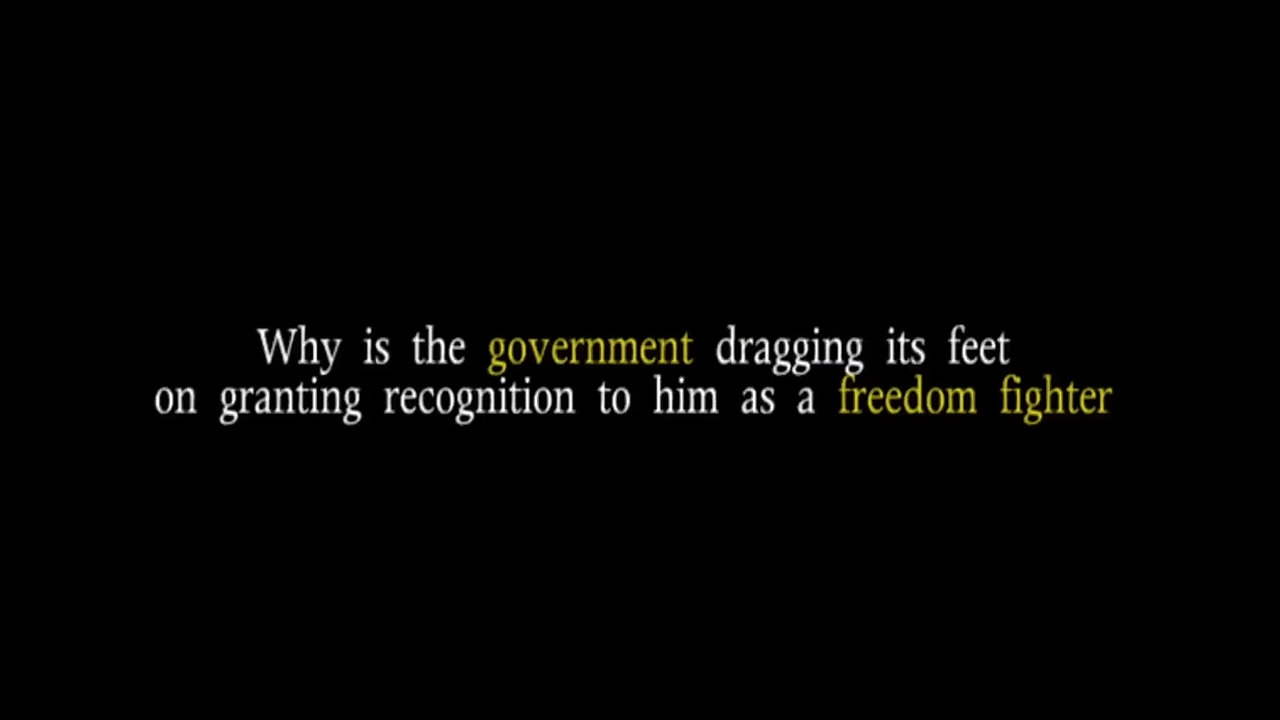 Why is the government dragging its feet
on granting recognition to him as a freedom fighter